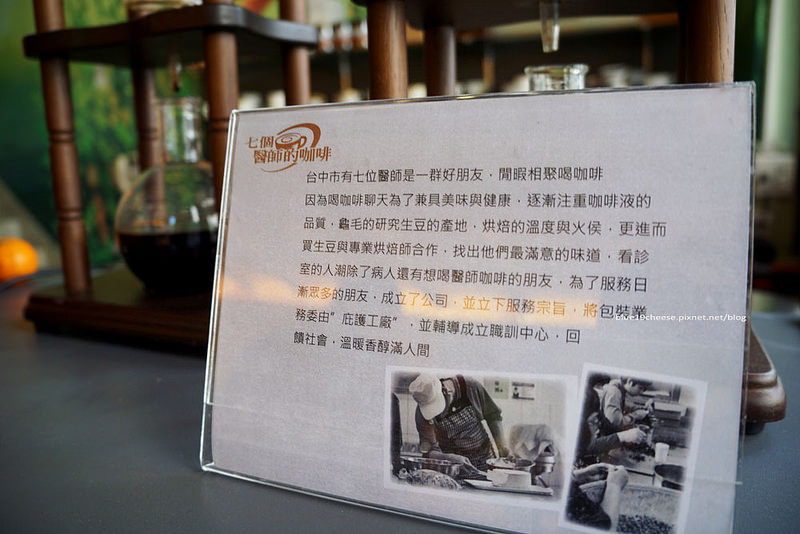 七個
醫師的咖啡
台中市有七位醫師是一群好朋友，閒暇相聚喝咖啡
因為喝咖啡聊天為了兼具美味與健康，逐漸注重咖啡液的
品質，龜毛的研究生豆的產地，烘焙的溫度與火侯，更進而
買生豆與專業烘焙師合作，找出他們最滿意的味道，看診
室的人潮除了病人還有想喝醫師咖啡的朋友，為了服務日
漸眾多的朋友，成立了公司，並立下服務宗旨，將包裝業
務委由"庇護工廠"，並輔導成立職訓中心，回
饋社會，溫暖香醇滿人間
blue10cheese.pixnet.net/blog